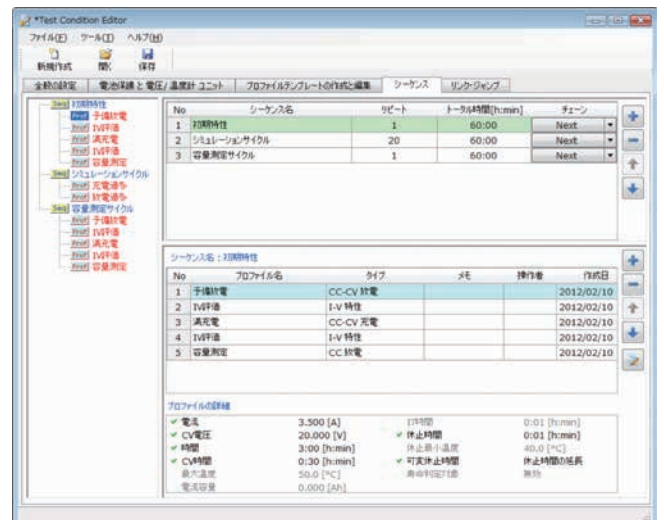 *Test Condition Editor
ファイル(F) ツール(T) ヘルプ(H)
新規作成 開く 保存
全般の設定 電池保護 と 電圧/ 温度計 ユニット プロファイルテンプレートの作成と編集 シーケンス リンク・ジャンプ
Seq 初期特性
Prof 予備放電
Prof IV評価
Prof 満充電
Prof IV評価
Prof 容量測定
Seq シミュレーションサイクル
Prof 充電過多
Prof 放電過多
Seq 容量測定サイクル
Prof 予備放電
Prof IV評価
Prof 満充電
Prof IV評価
Prof 容量測定
No シーケンス名 リピート トータル時間[h:min] チェーン
1 初期特性 1 60:00 Next
2 シミュレーションサイクル 20 60:00 Next
3 容量測定サイクル 1 60:00 Next
シーケンス名 : 初期特性
No プロファイル名 タイプ メモ 操作者 作成日
1 予備放電 CC-CV 放電 2012/02/10
2 IV評価 I-V 特性 2012/02/10
3 満充電 CC-CV 充電 2012/02/10
4 IV評価 I-V 特性 2012/02/10
5 容量測定 CC 放電 2012/02/10
プロファイルの詳細
電流 3.500 [A] 0:01 [h:min]
CV電圧 20.000 [V] 休止時間 0:01 [h:min]
時間 3:00 [h:min] 休止最小温度 40.0 [℃]
CV時間 0:30 [h:min] 可変休止時間 休止時間の延長
最大温度 50.0 [℃] 寿命判定対象 無効
電流容量 0.000 [Ah]